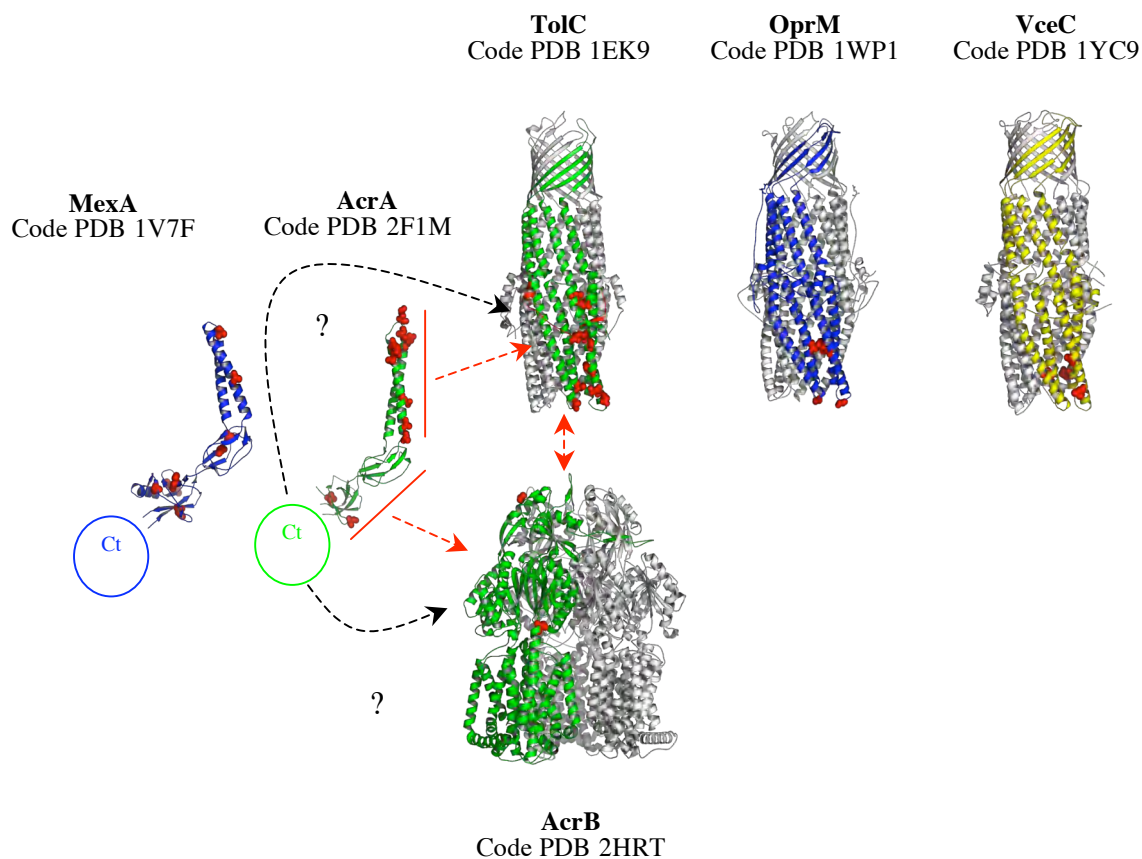 TolC
Code PDB 1EK9
OprM
Code PDB 1WP1
VceC
Code PDB 1YC9
MexA
Code PDB 1V7F
AcrA
Code PDB 2F1M
?
Ct
Ct
?
AcrB
Code PDB 2HRT